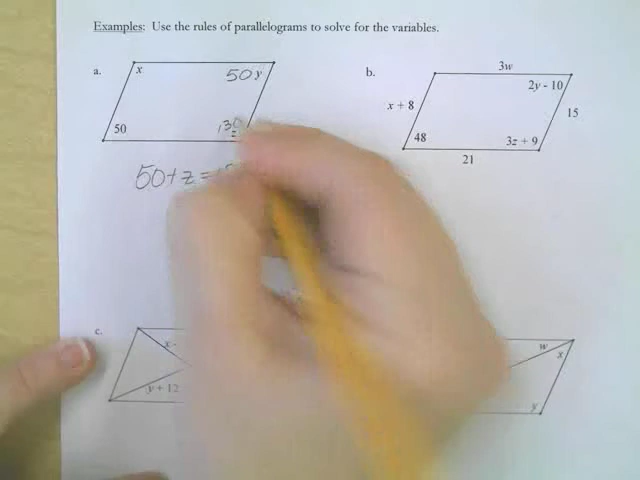 Examples: Use the rules of parallelograms to solve for the variables.
a.
x
50 y
50
130
z
50 + z =
b.
3w
2y - 10
x + 8
15
48
3z + 9
21
c.
x -
y + 12
w
x
y